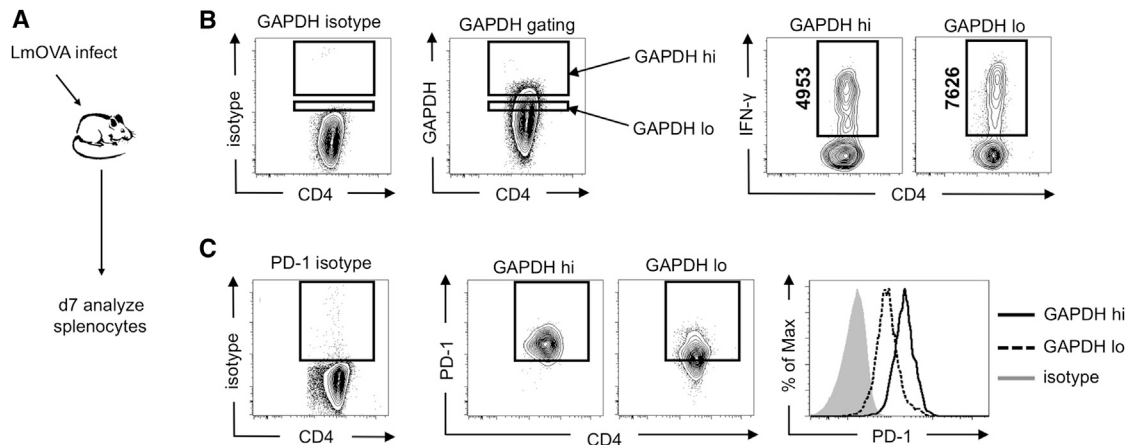 A
LmOVA infect
d7 analyze
splenocytes
B
GAPDH isotype
isotype
CD4
GAPDH gating
GAPDH
CD4
GAPDH hi
GAPDH lo
GAPDH hi
GAPDH lo
IFN-γ
4953
7626
CD4
C
PD-1 isotype
isotype
CD4
GAPDH hi
GAPDH lo
PD-1
CD4
% of Max
PD-1
GAPDH hi
GAPDH lo
isotype